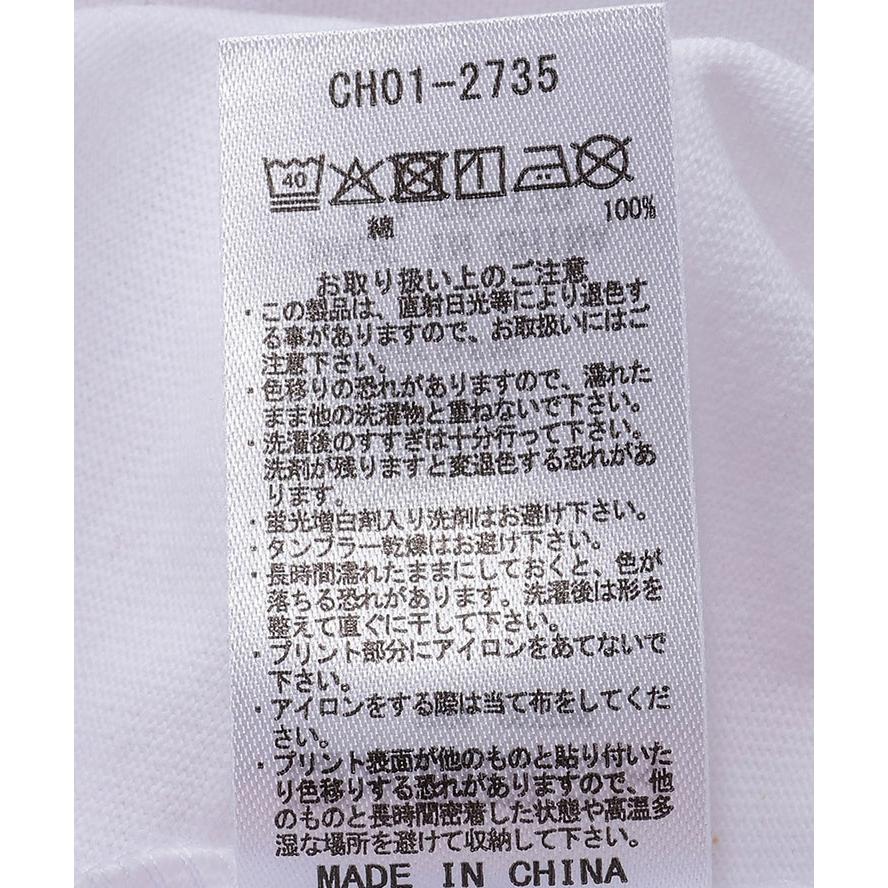 CH01-2735
40
綿 100%
お取り扱い上のご注意
・この製品は、直射日光等により退色す
る事がありますので、お取扱いにはご
注意下さい。
・色移りの恐れがありますので、濡れた
まま他の洗濯物と重ねないで下さい。
・洗濯後のすすぎは十分行って下さい。
洗剤が残りますと変退色する恐れがあ
ります。
・蛍光増白剤入り洗剤はお避け下さい。
・タンブラー乾燥はお避け下さい。
・長時間濡れたままにしておくと、色が
落ちる恐れがあります。洗濯後は形を
整えて直ぐに干して下さい。
・プリント部分にアイロンをあてないで
下さい。
・アイロンをする際は当て布をしてくだ
さい。
・プリント表面が他のものと貼り付いた
り色移りする恐れがありますので、他
のものと長時間密着した状態や高温多
湿な場所を避けて収納して下さい。
MADE IN CHINA